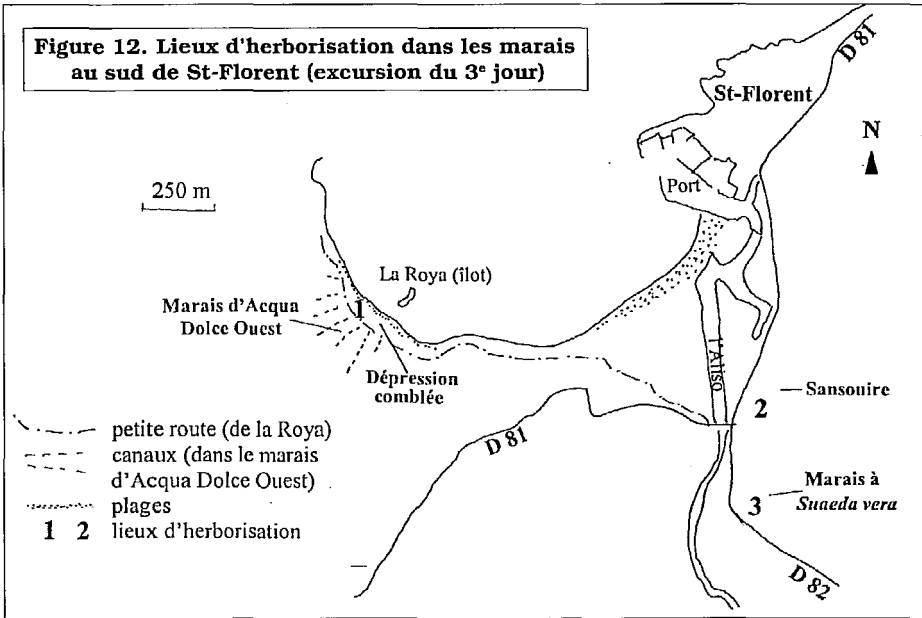 Figure 12. Lieux d'herborisation dans les marais
au sud de St-Florent (excursion du 3e jour)
D 81
St-Florent
N
Port
250 m
La Roya (îlot)
Marais d'Acqua
Dolce Ouest
1
Dépression
comblée
l'Aliso
2
Sansouire
D 81
petite route (de la Roya)
canaux (dans le marais
d'Acqua Dolce Ouest)
plages
1 2 lieux d'herborisation
Marais à
Suaeda vera
3
D 82